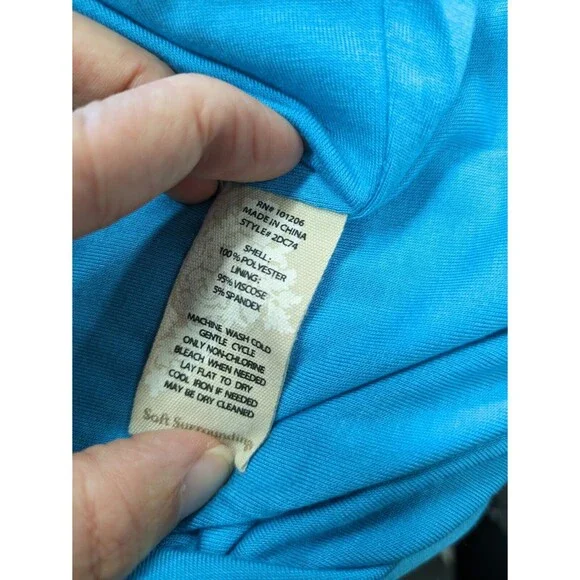 RN# 101206
MADE IN CHINA
STYLE# 2DC74
SHELL:
100% POLYESTER
LINING:
95% VISCOSE
5% SPANDEX
MACHINE WASH COLD
GENTLE CYCLE
ONLY NON-CHLORINE
BLEACH WHEN NEEDED
LAY FLAT TO DRY
COOL IRON IF NEEDED
MAY BE DRY CLEANED
Soft Surroundings